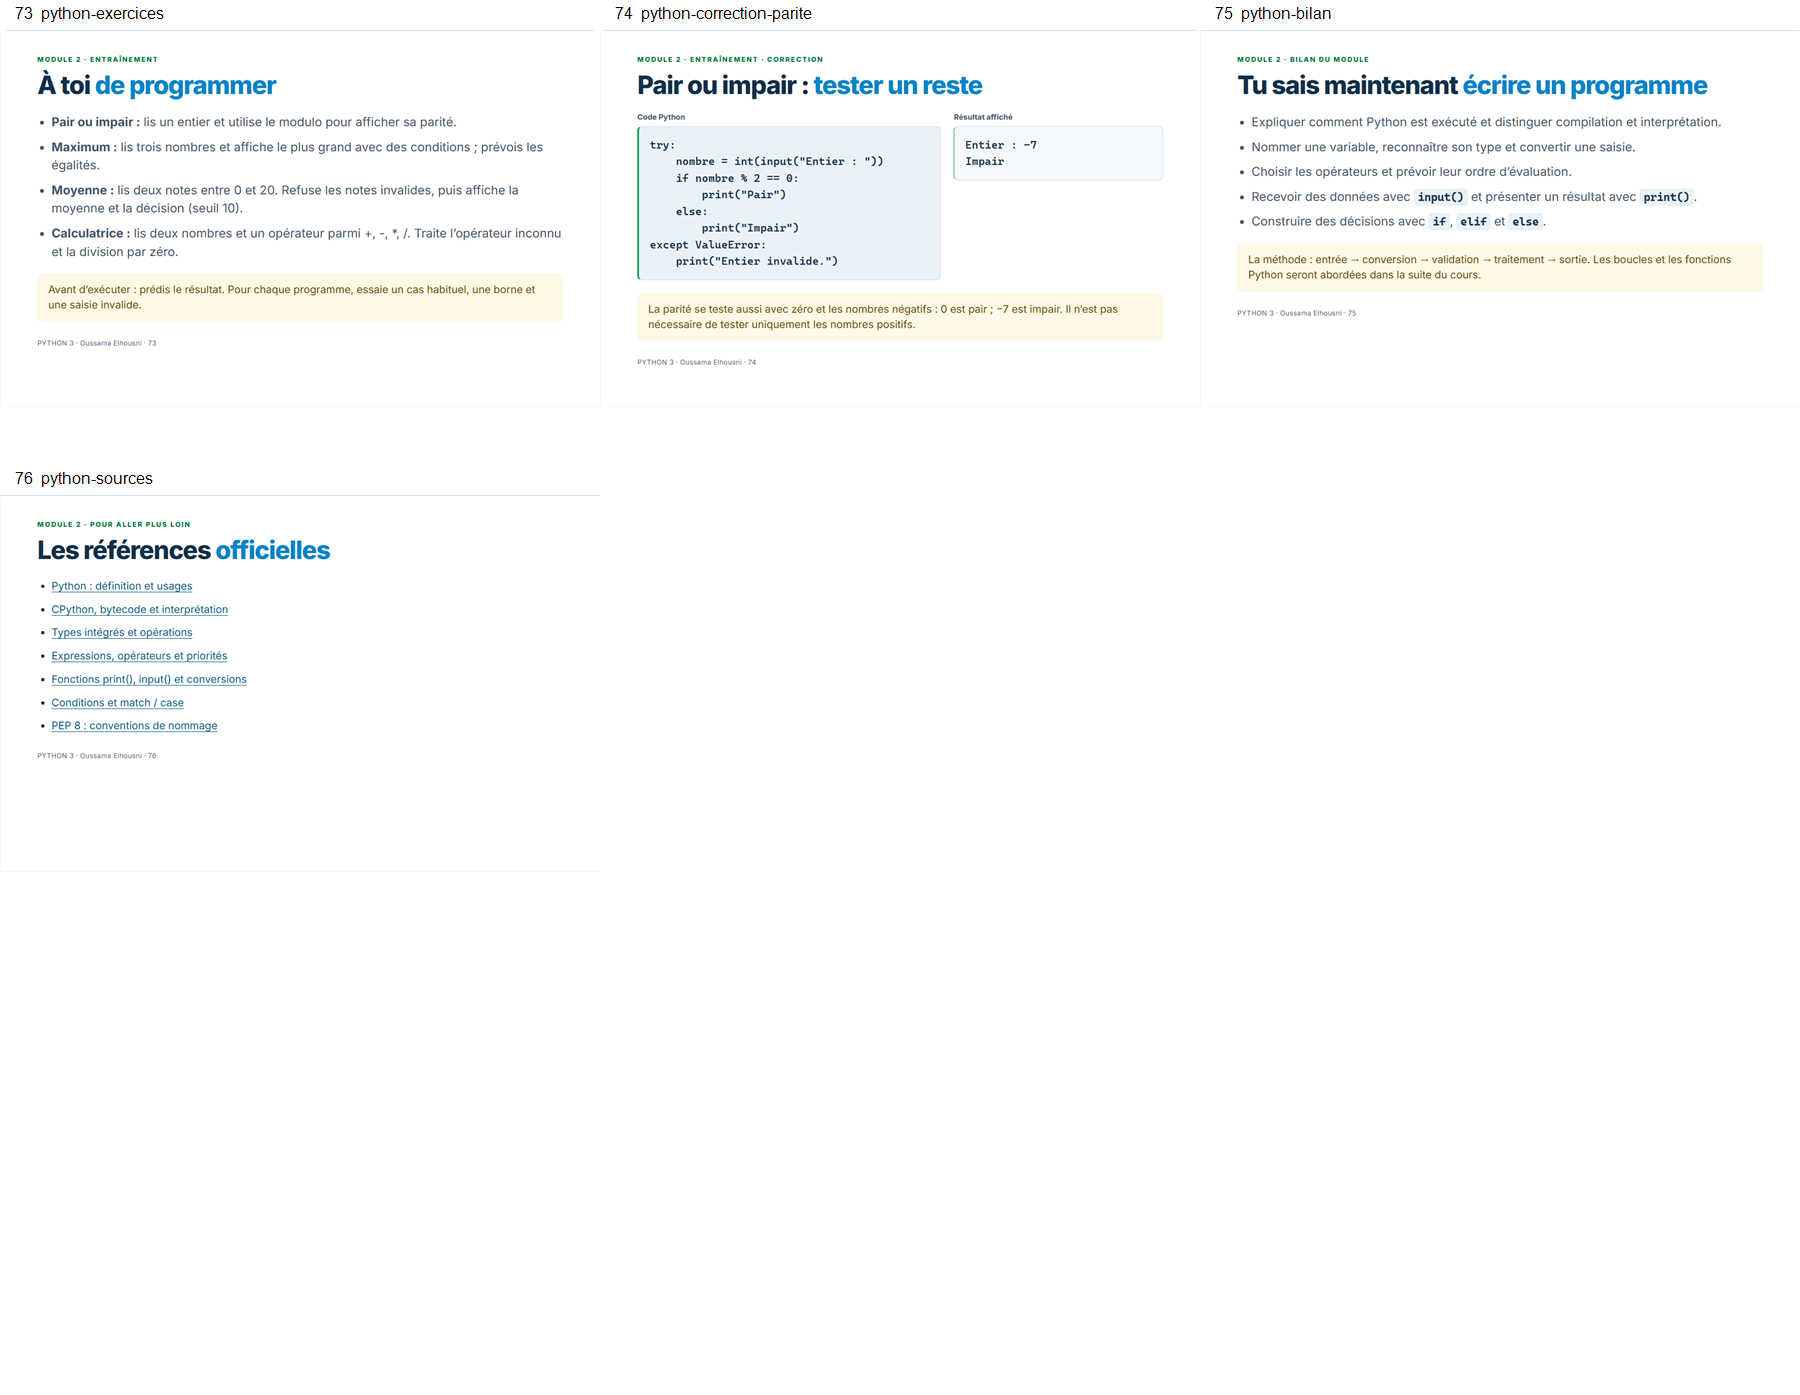 73 python-exercices
MODULE 2 · ENTRAÎNEMENT
À toi de programmer
• Pair ou impair : lis un entier et utilise le modulo pour afficher sa parité.
• Maximum : lis trois nombres et affiche le plus grand avec des conditions ; prévois les
égalités.
• Moyenne : lis deux notes entre 0 et 20. Refuse les notes invalides, puis affiche la
moyenne et la décision (seuil 10).
• Calculatrice : lis deux nombres et un opérateur parmi +, -, *, /. Traite l’opérateur inconnu
et la division par zéro.
Avant d’exécuter : prédis le résultat. Pour chaque programme, essaie un cas habituel, une borne et
une saisie invalide.
PYTHON 3 · Oussama Elhousni · 73
74 python-correction-parite
MODULE 2 · ENTRAÎNEMENT · CORRECTION
Pair ou impair : tester un reste
Code Python
try:
    nombre = int(input("Entier : "))
    if nombre % 2 == 0:
        print("Pair")
    else:
        print("Impair")
except ValueError:
    print("Entier invalide.")
Résultat affiché
Entier : −7
Impair
La parité se teste aussi avec zéro et les nombres négatifs : 0 est pair ; −7 est impair. Il n’est pas
nécessaire de tester uniquement les nombres positifs.
PYTHON 3 · Oussama Elhousni · 74
75 python-bilan
MODULE 2 · BILAN DU MODULE
Tu sais maintenant écrire un programme
• Expliquer comment Python est exécuté et distinguer compilation et interprétation.
• Nommer une variable, reconnaître son type et convertir une saisie.
• Choisir les opérateurs et prévoir leur ordre d’évaluation.
• Recevoir des données avec input() et présenter un résultat avec print().
• Construire des décisions avec if, elif et else.
La méthode : entrée → conversion → validation → traitement → sortie. Les boucles et les fonctions
Python seront abordées dans la suite du cours.
PYTHON 3 · Oussama Elhousni · 75
76 python-sources
MODULE 2 · POUR ALLER PLUS LOIN
Les références officielles
• Python : définition et usages
• CPython, bytecode et interprétation
• Types intégrés et opérations
• Expressions, opérateurs et priorités
• Fonctions print(), input() et conversions
• Conditions et match / case
• PEP 8 : conventions de nommage
PYTHON 3 · Oussama Elhousni · 76